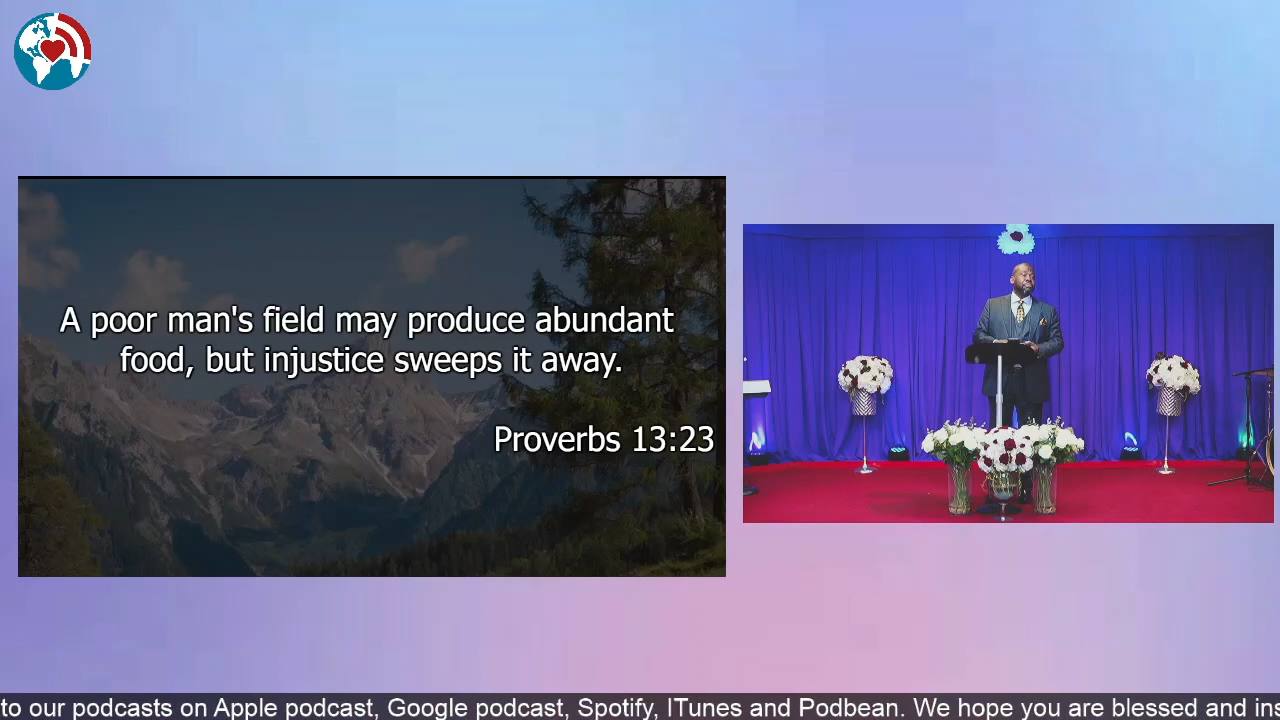 A poor man's field may produce abundant
food, but injustice sweeps it away.
Proverbs 13:23
to our podcasts on Apple podcast, Google podcast, Spotify, ITunes and Podbean. We hope you are blessed and ins